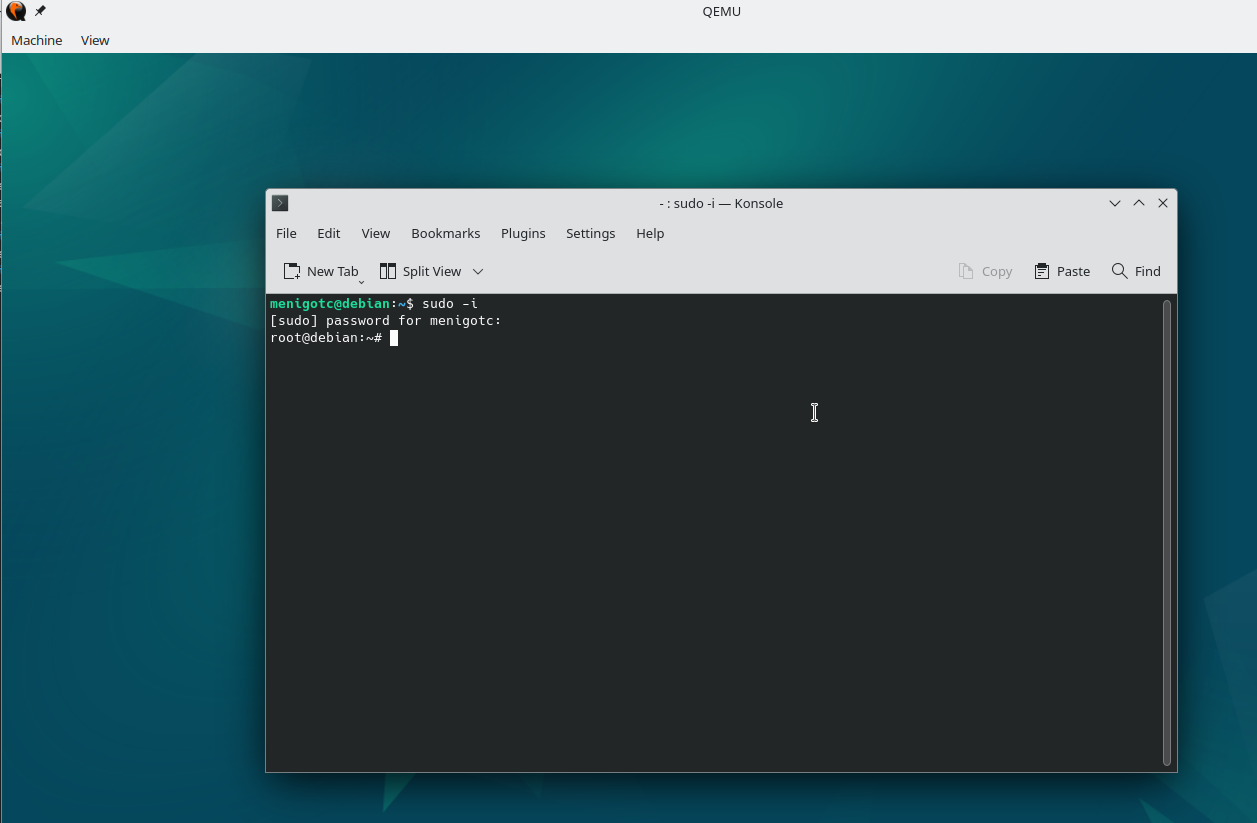 QEMU
Machine View
- : sudo -i — Konsole
File Edit View Bookmarks Plugins Settings Help
New Tab Split View Copy Paste Find
menigotc@debian:~$ sudo -i
[sudo] password for menigotc:
root@debian:~#